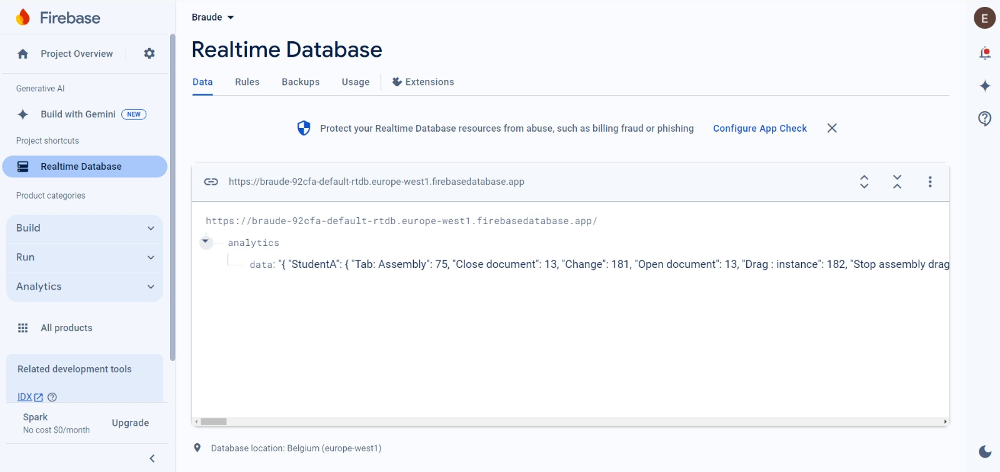 Firebase
Project Overview
Generative AI
Build with Gemini NEW
Project shortcuts
Realtime Database
Product categories
Build
Run
Analytics
All products
Related development tools
IDX
Spark
No cost $0/month
Upgrade
Braude
Realtime Database
Data Rules Backups Usage Extensions
Protect your Realtime Database resources from abuse, such as billing fraud or phishing Configure App Check
https://braude-92cfa-default-rtdb.europe-west1.firebasedatabase.app
https://braude-92cfa-default-rtdb.europe-west1.firebasedatabase.app/
analytics
data: "{ "StudentA": { "Tab: Assembly": 75, "Close document": 13, "Change": 181, "Open document": 13, "Drag : instance": 182, "Stop assembly drag
Database location: Belgium (europe-west1)
E